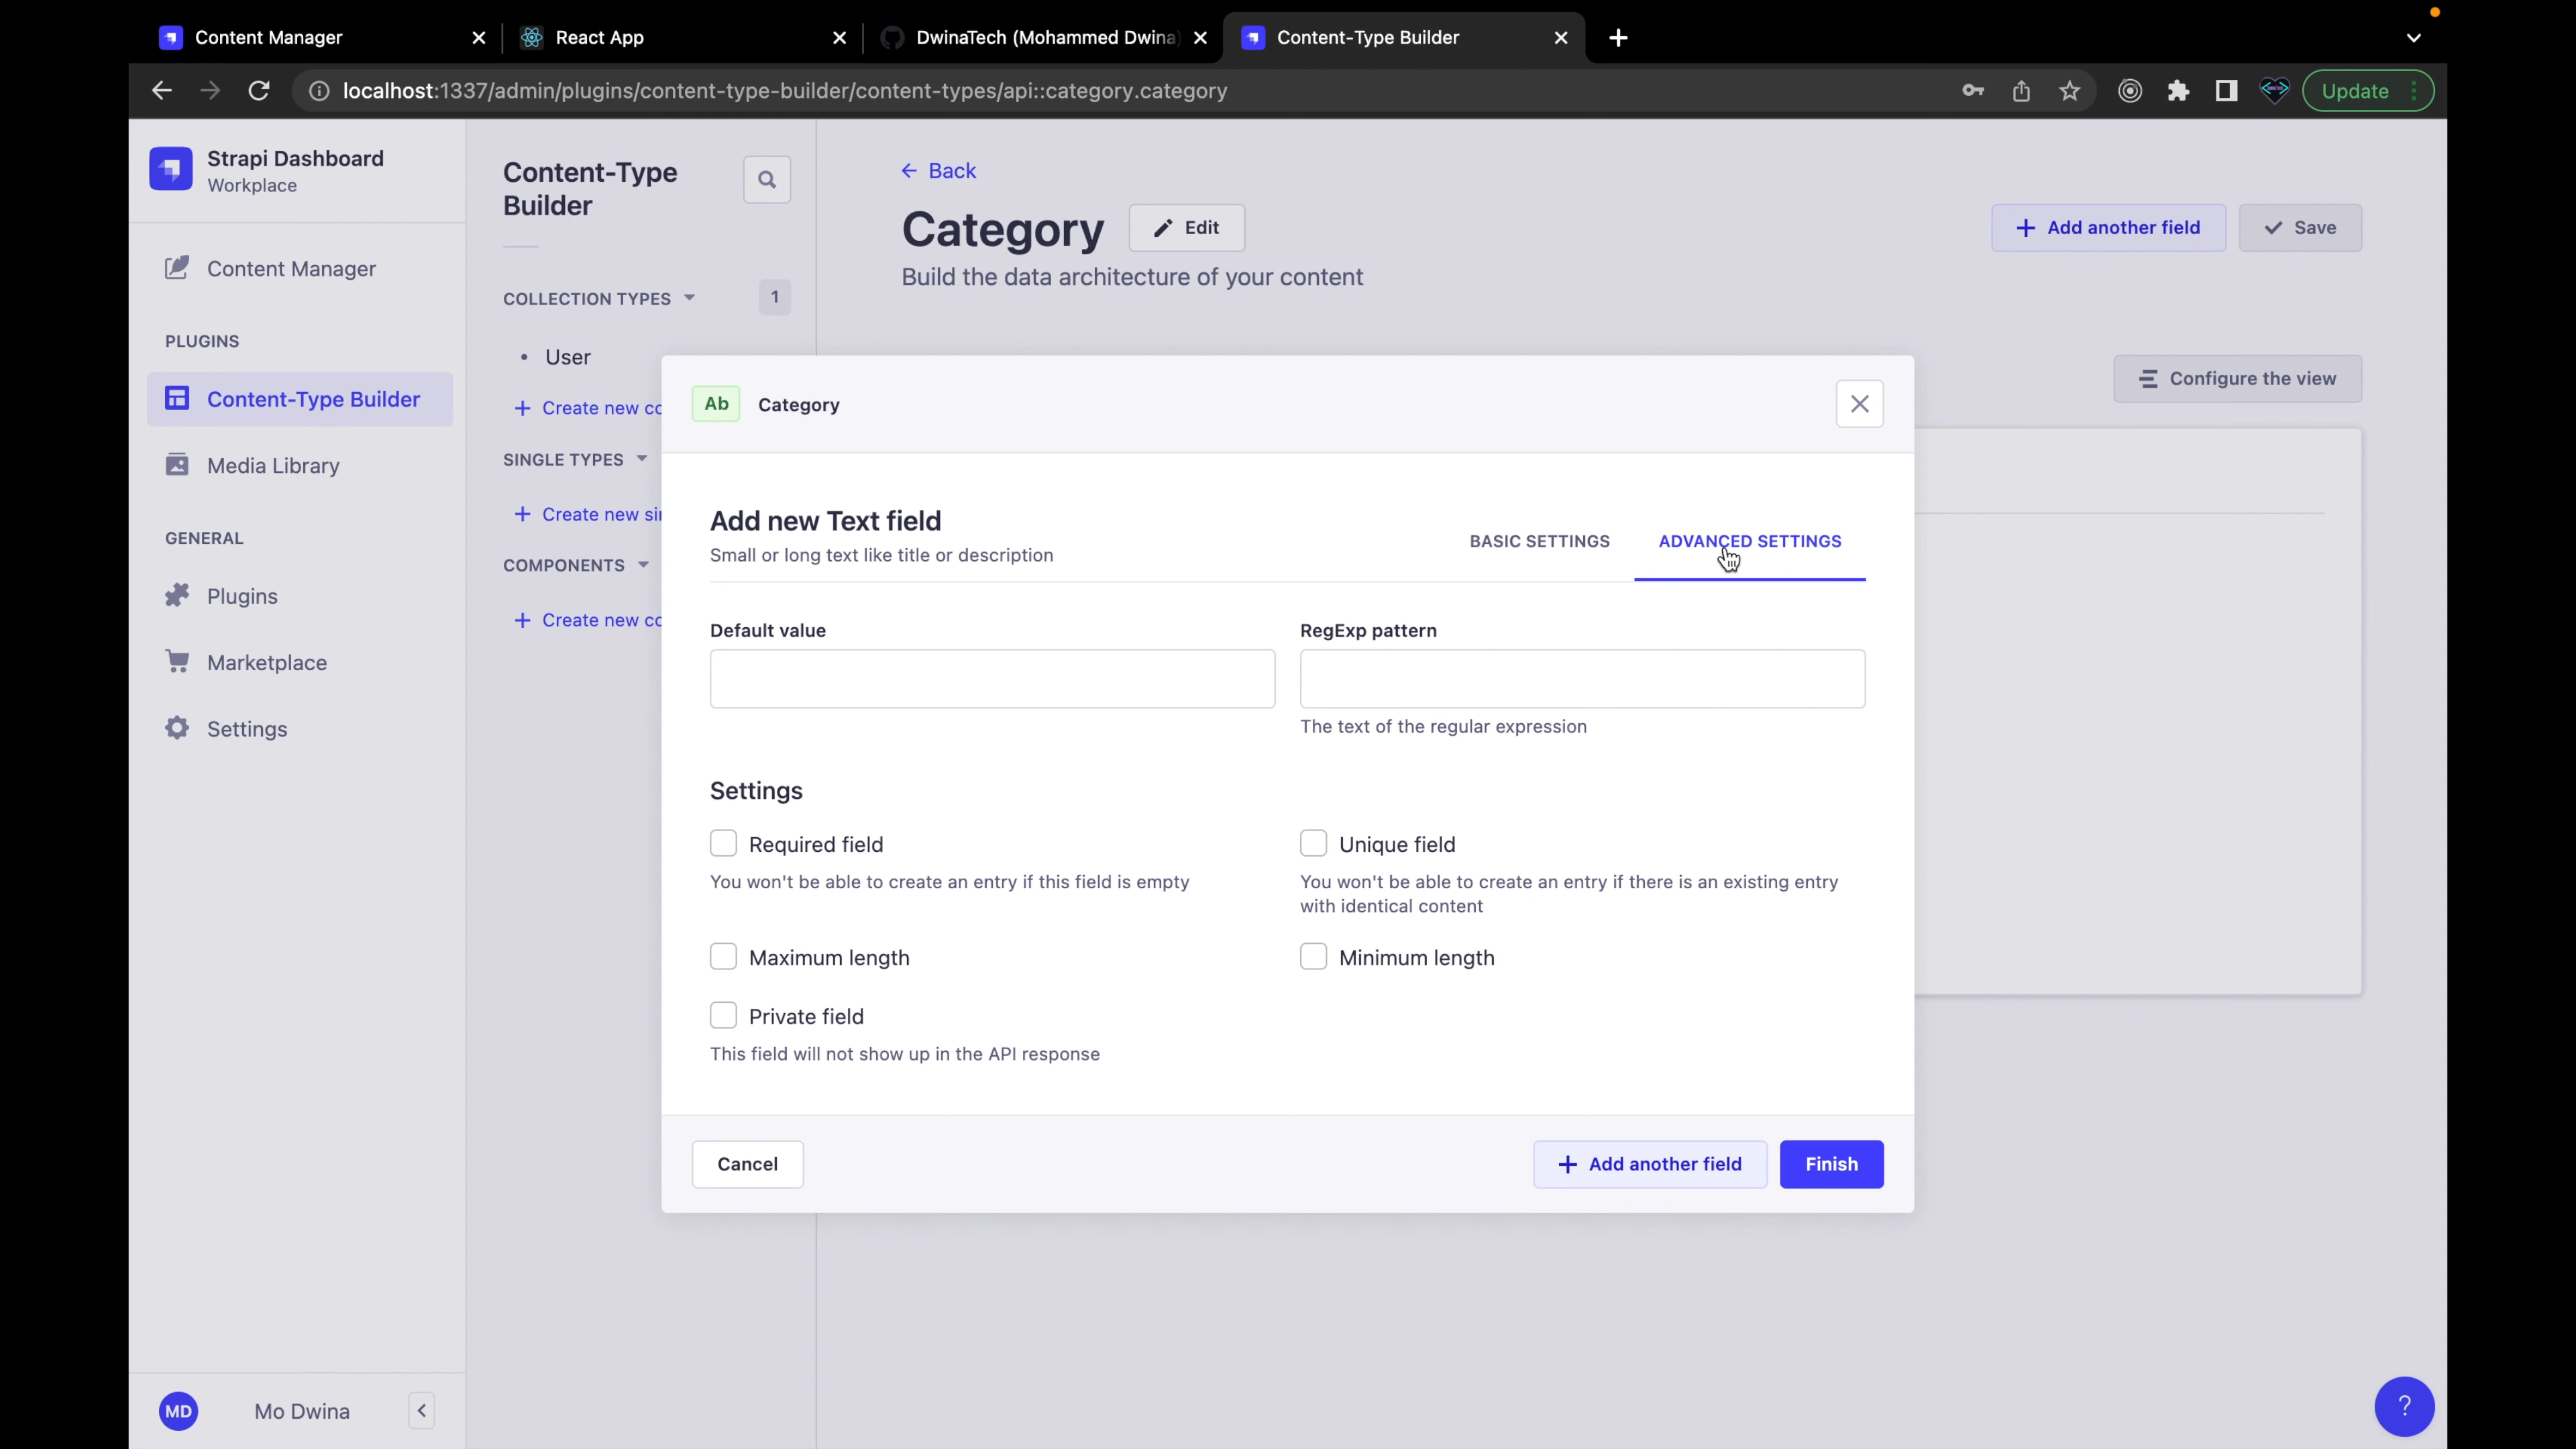 Content Manager
React App
DwinaTech (Mohammed Dwina)
Content-Type Builder
localhost:1337/admin/plugins/content-type-builder/content-types/api::category.category
Update
Strapi Dashboard
Workplace
Content Manager
PLUGINS
Content-Type Builder
Media Library
GENERAL
Plugins
Marketplace
Settings
MD
Mo Dwina
Content-Type
Builder
COLLECTION TYPES
1
User
Create new co
SINGLE TYPES
Create new sin
COMPONENTS
Create new co
Back
Category
Edit
Build the data architecture of your content
Add another field
Save
Configure the view
Ab
Category
Add new Text field
Small or long text like title or description
BASIC SETTINGS
ADVANCED SETTINGS
Default value
RegExp pattern
The text of the regular expression
Settings
Required field
You won't be able to create an entry if this field is empty
Unique field
You won't be able to create an entry if there is an existing entry
with identical content
Maximum length
Minimum length
Private field
This field will not show up in the API response
Cancel
Add another field
Finish
?